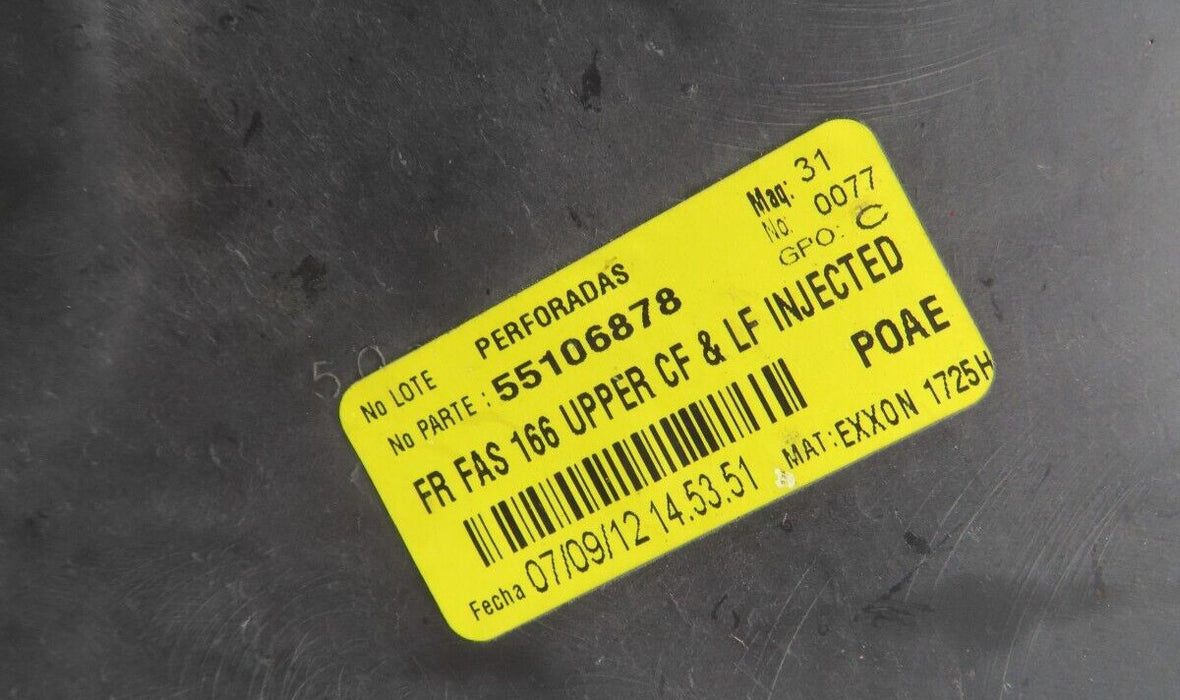 Maq: 31
No: 0077
GPO: C
No LOTE PERFORADAS
No PARTE : 55106878
FR FAS 166 UPPER CF & LF INJECTED
POAE
Fecha 07/09/12 14.53.51
MAT:EXXON 1725H